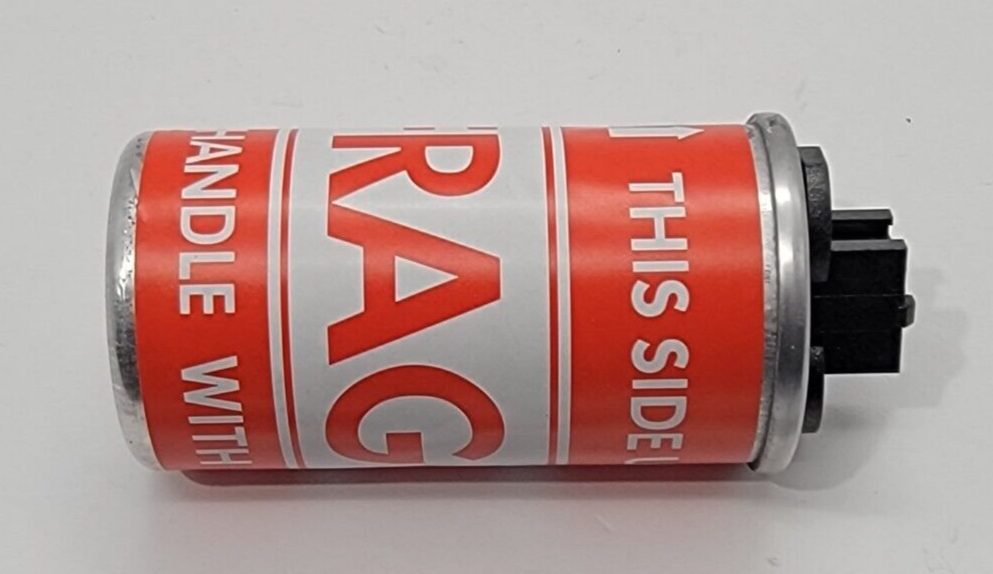 THIS SIDE
RAG
HANDLE WITH